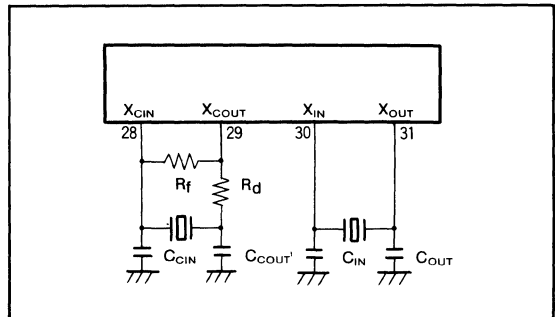 XCIN XCOUT XIN XOUT
28 29 30 31
Rf Rd
CCIN CCOUT' CIN COUT